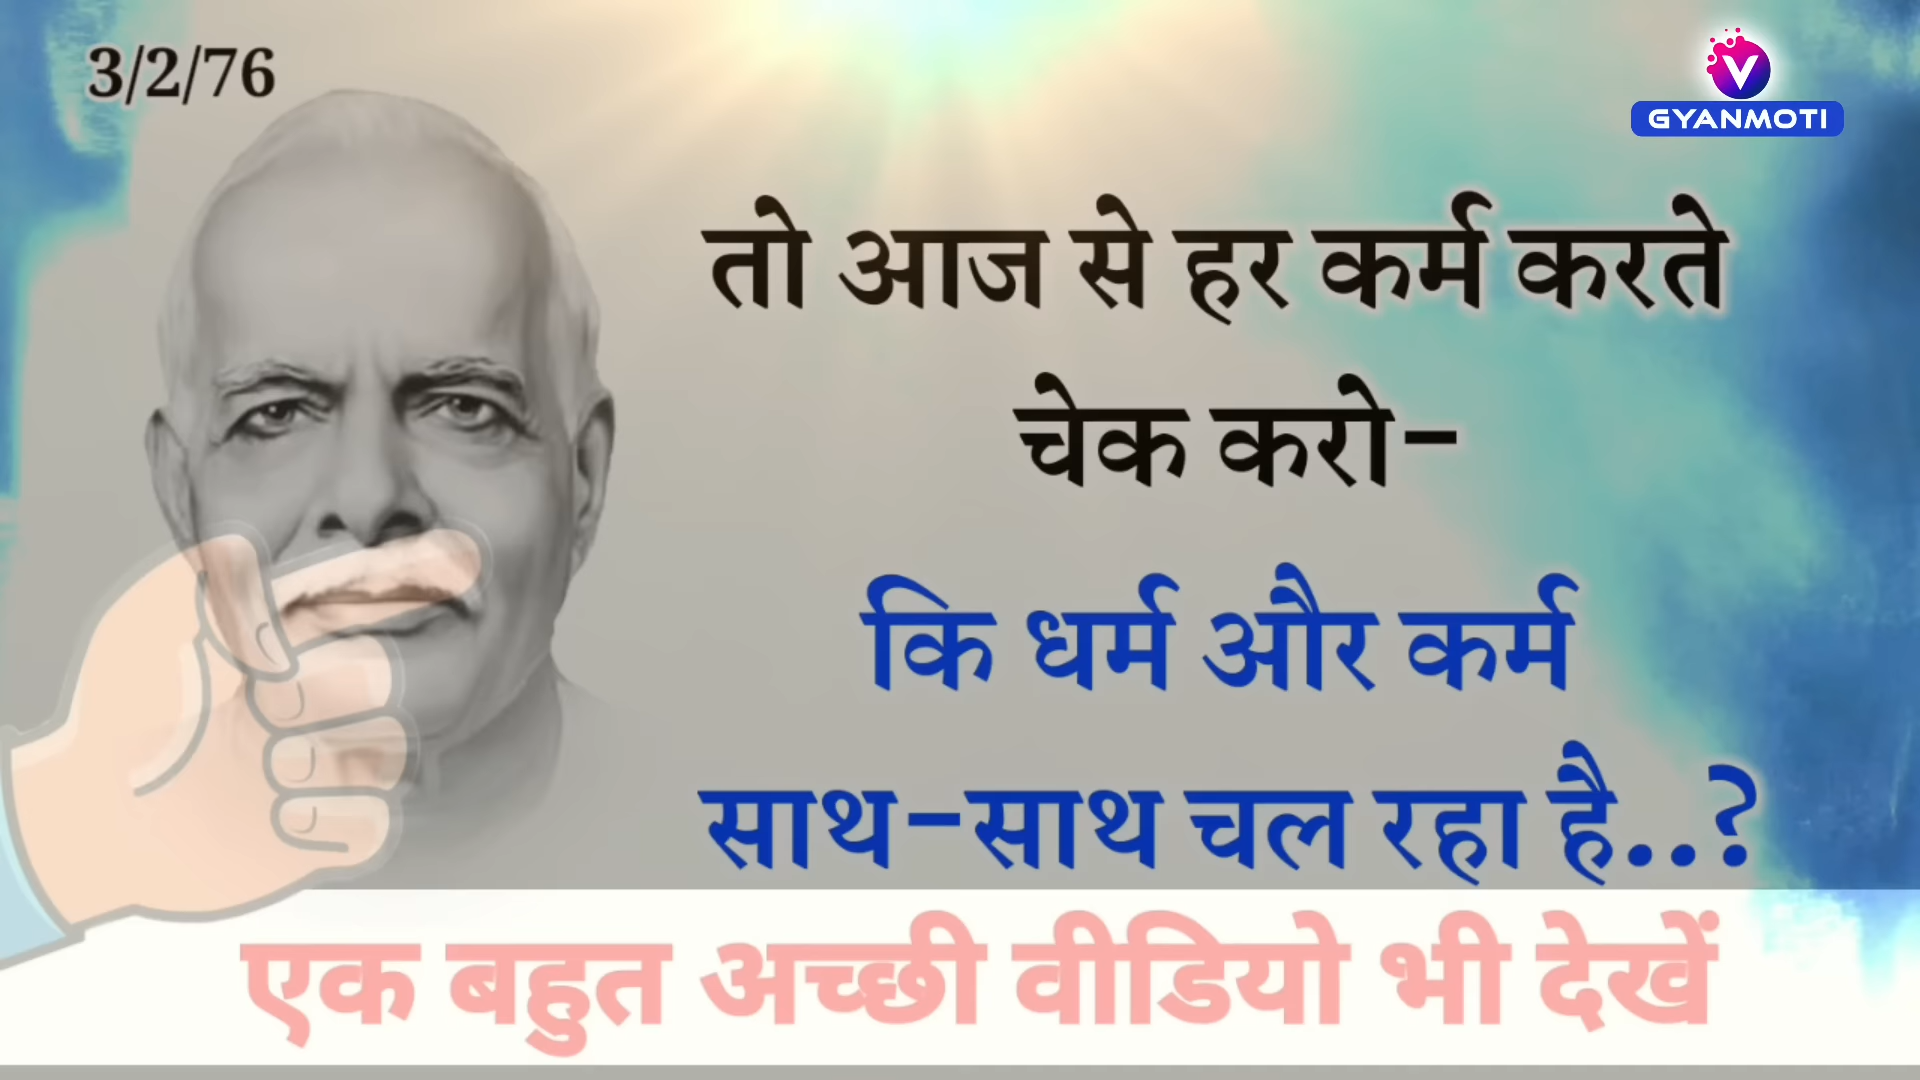 3/2/76
V
GYANMOTI
तो आज से हर कर्म करते
चेक करो-
कि धर्म और कर्म
साथ-साथ चल रहा है..?
एक बहुत अच्छी वीडियो भी देखें